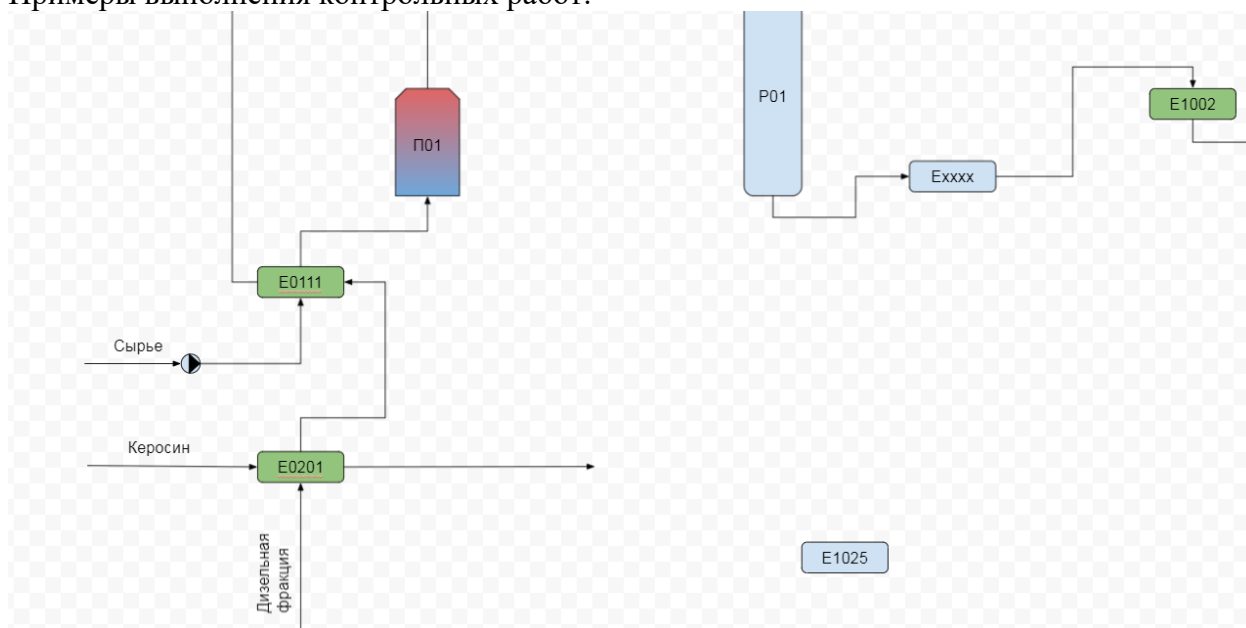 Примеры выполнения контрольных работ:
П01
P01
E1002
Exxxx
E0111
Сырье
Керосин
E0201
Дизельная
фракция
E1025